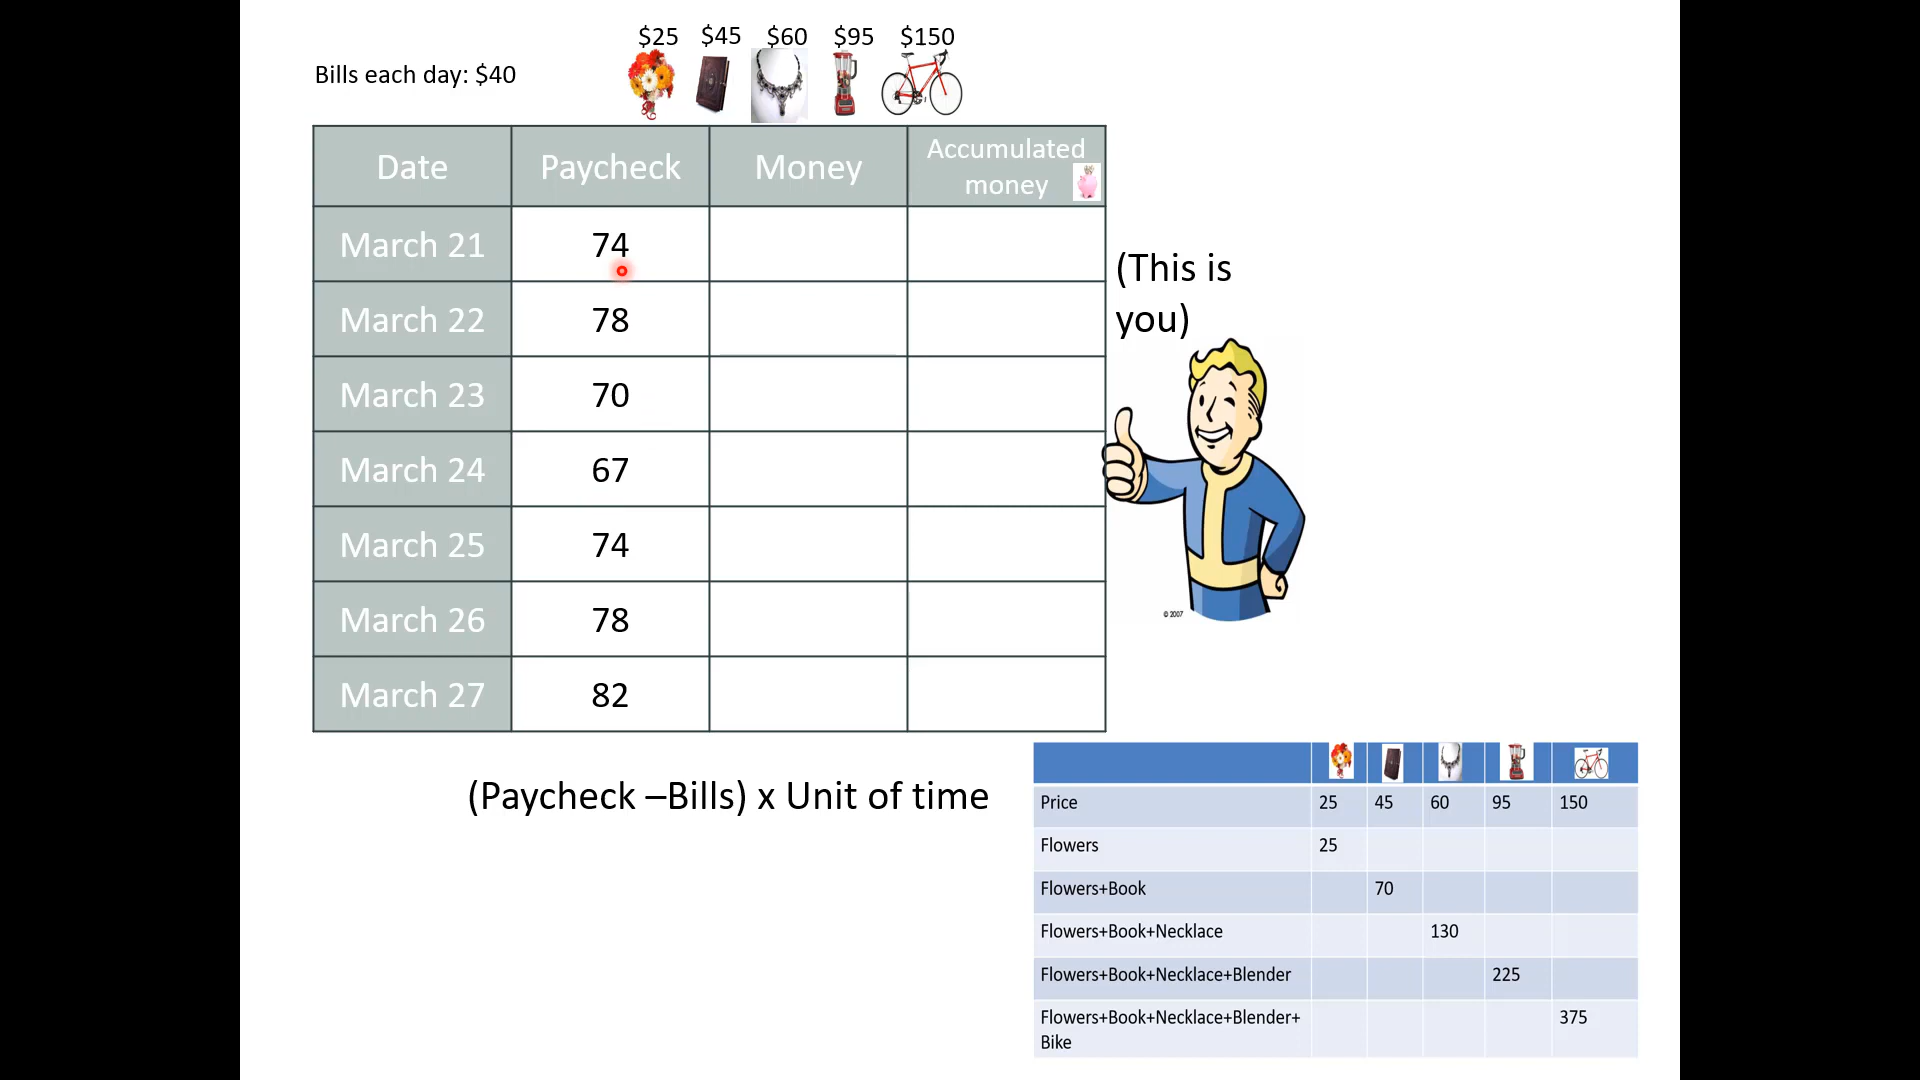 $25 $45 $60 $95 $150
Bills each day: $40
Date Paycheck Money Accumulated
money
March 21 74
March 22 78
March 23 70
March 24 67
March 25 74
March 26 78
March 27 82
(This is
you)
© 2007
(Paycheck –Bills) x Unit of time
Price 25 45 60 95 150
Flowers 25
Flowers+Book 70
Flowers+Book+Necklace 130
Flowers+Book+Necklace+Blender 225
Flowers+Book+Necklace+Blender+ 375
Bike